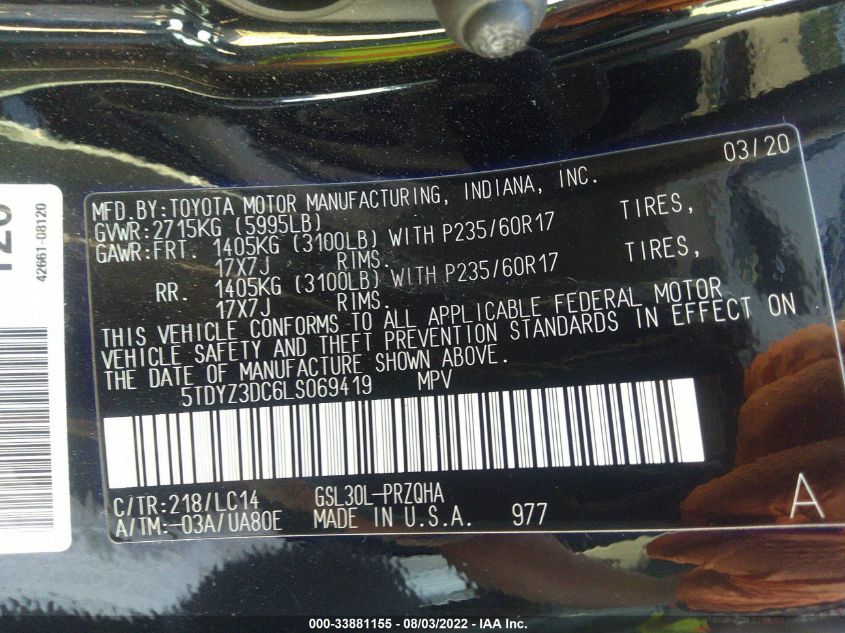 03/20
MFD.BY:TOYOTA MOTOR MANUFACTURING, INDIANA, INC.
GVWR:2715KG (5995LB)
GAWR:FRT. 1405KG (3100LB) WITH P235/60R17 TIRES,
17X7J RIMS.
RR. 1405KG (3100LB) WITH P235/60R17 TIRES,
17X7J RIMS.
THIS VEHICLE CONFORMS TO ALL APPLICABLE FEDERAL MOTOR
VEHICLE SAFETY AND THEFT PREVENTION STANDARDS IN EFFECT ON
THE DATE OF MANUFACTURE SHOWN ABOVE.
5TDYZ3DC6LS069419 MPV
C/TR:218/LC14 GSL30L-PRZQHA
A/TM:-03A/UA80E MADE IN U.S.A. 977
A
42661-08120
000-33881155 - 08/03/2022 - IAA Inc.